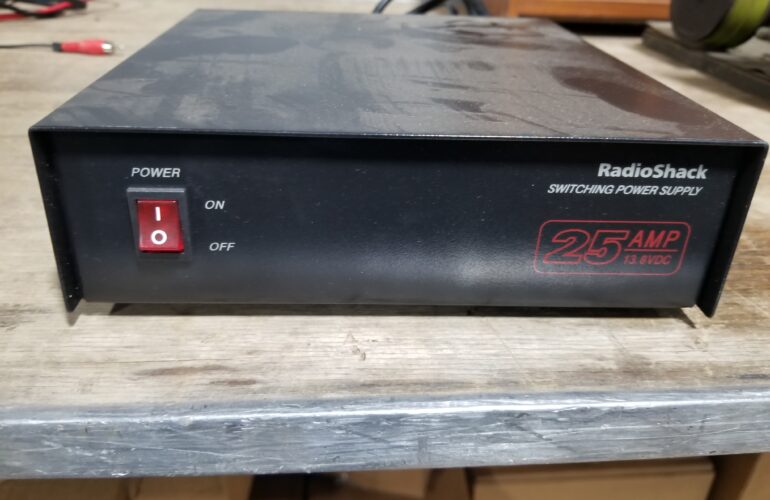 POWER
I
O
ON
OFF
RadioShack
SWITCHING POWER SUPPLY
25 AMP
13.8VDC